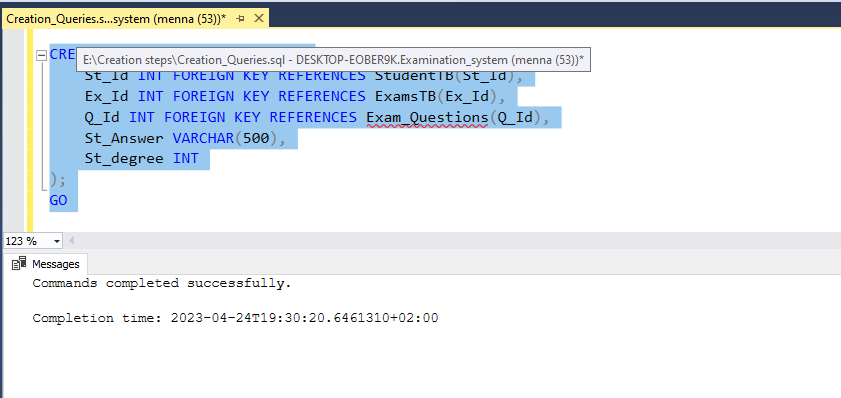 Creation_Queries.s...system (menna (53))*
CRE
E:\Creation steps\Creation_Queries.sql - DESKTOP-EOBER9K.Examination_system (menna (53))*
St_Id INT FOREIGN KEY REFERENCES StudentTB(St_Id),
Ex_Id INT FOREIGN KEY REFERENCES ExamsTB(Ex_Id),
Q_Id INT FOREIGN KEY REFERENCES Exam_Questions(Q_Id),
St_Answer VARCHAR(500),
St_degree INT
);
GO
123 %
Messages
Commands completed successfully.
Completion time: 2023-04-24T19:30:20.6461310+02:00